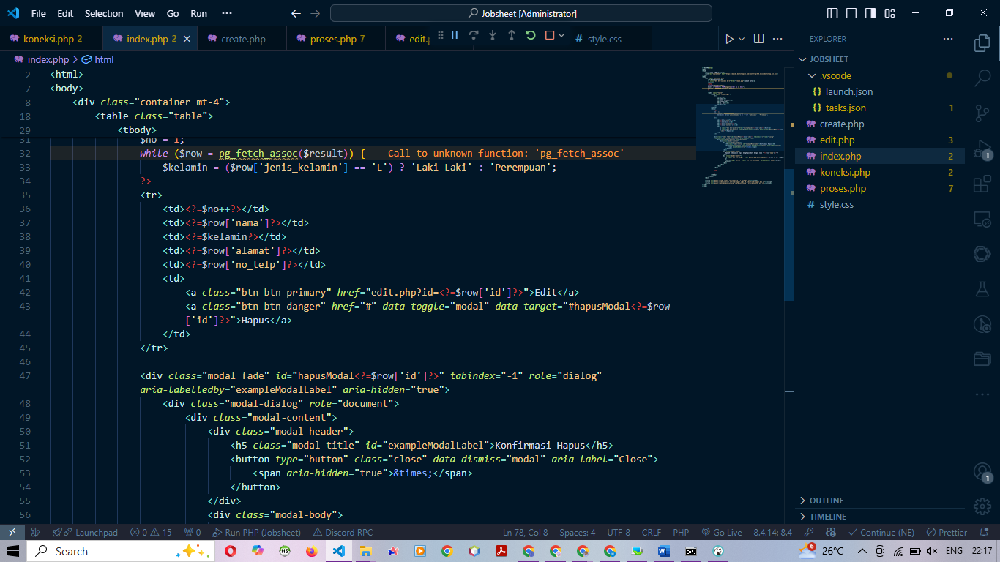 File Edit Selection View Go Run ··· Jobsheet [Administrator]
koneksi.php 2 index.php 2 create.php proses.php 7 edit.p style.css
EXPLORER
index.php > html
JOBSHEET
.vscode
launch.json
tasks.json 1
create.php
edit.php 3
index.php 2
koneksi.php 2
proses.php 7
style.css
2 <html>
7 <body>
8 <div class="container mt-4">
18 <table class="table">
29 <tbody>
31 $no = 1;
32 while ($row = pg_fetch_assoc($result)) { Call to unknown function: 'pg_fetch_assoc'
33 $kelamin = ($row['jenis_kelamin'] == 'L') ? 'Laki-Laki' : 'Perempuan';
34 ?>
35 <tr>
36 <td><?=$no++?></td>
37 <td><?=$row['nama']?></td>
38 <td><?=$kelamin?></td>
39 <td><?=$row['alamat']?></td>
40 <td><?=$row['no_telp']?></td>
41 <td>
42 <a class="btn btn-primary" href="edit.php?id=<?=$row['id']?>">Edit</a>
43 <a class="btn btn-danger" href="#" data-toggle="modal" data-target="#hapusModal<?=$row
['id']?>">Hapus</a>
44 </td>
45 </tr>
46
47 <div class="modal fade" id="hapusModal<?=$row['id']?>" tabindex="-1" role="dialog"
aria-labelledby="exampleModalLabel" aria-hidden="true">
48 <div class="modal-dialog" role="document">
49 <div class="modal-content">
50 <div class="modal-header">
51 <h5 class="modal-title" id="exampleModalLabel">Konfirmasi Hapus</h5>
52 <button type="button" class="close" data-dismiss="modal" aria-label="Close">
53 <span aria-hidden="true">&times;</span>
54 </button>
55 </div>
56 <div class="modal-body">
OUTLINE
TIMELINE
1
1
Launchpad 0 15 0 Run PHP (Jobsheet) Discord RPC Ln 78, Col 8 Spaces: 4 UTF-8 CRLF PHP Go Live 8.4.14: 8.4 Continue (NE) Prettier
Search 6 26°C ENG 22:17